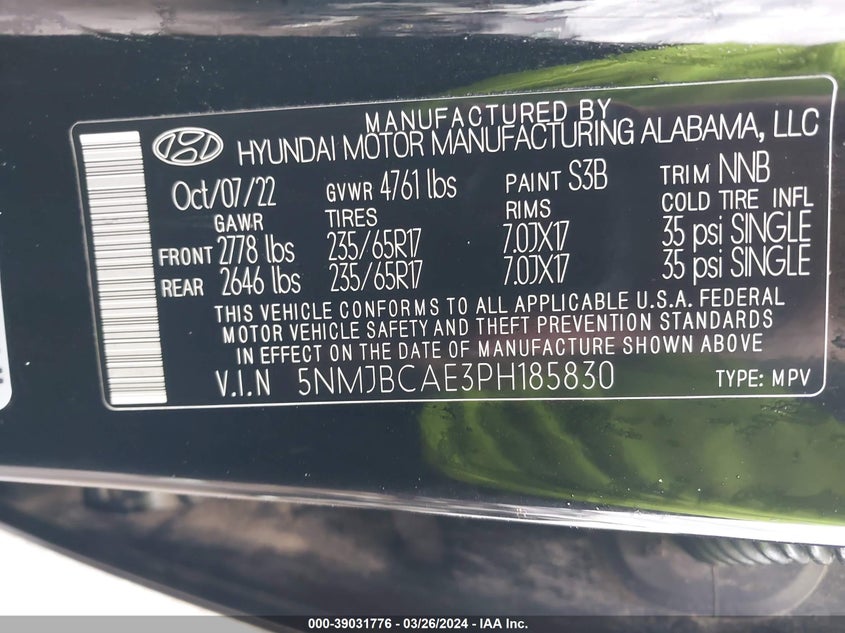 MANUFACTURED BY
HYUNDAI MOTOR MANUFACTURING ALABAMA, LLC
Oct/07/22 GVWR 4761 lbs PAINT S3B TRIM NNB
GAWR TIRES RIMS COLD TIRE INFL
FRONT 2778 lbs 235/65R17 7.0JX17 35 psi SINGLE
REAR 2646 lbs 235/65R17 7.0JX17 35 psi SINGLE
THIS VEHICLE CONFORMS TO ALL APPLICABLE U.S.A. FEDERAL
MOTOR VEHICLE SAFETY AND THEFT PREVENTION STANDARDS
IN EFFECT ON THE DATE OF MANUFACTURE SHOWN ABOVE
V.I.N 5NMJBCAE3PH185830 TYPE: MPV
000-39031776 — 03/26/2024 — IAA Inc.